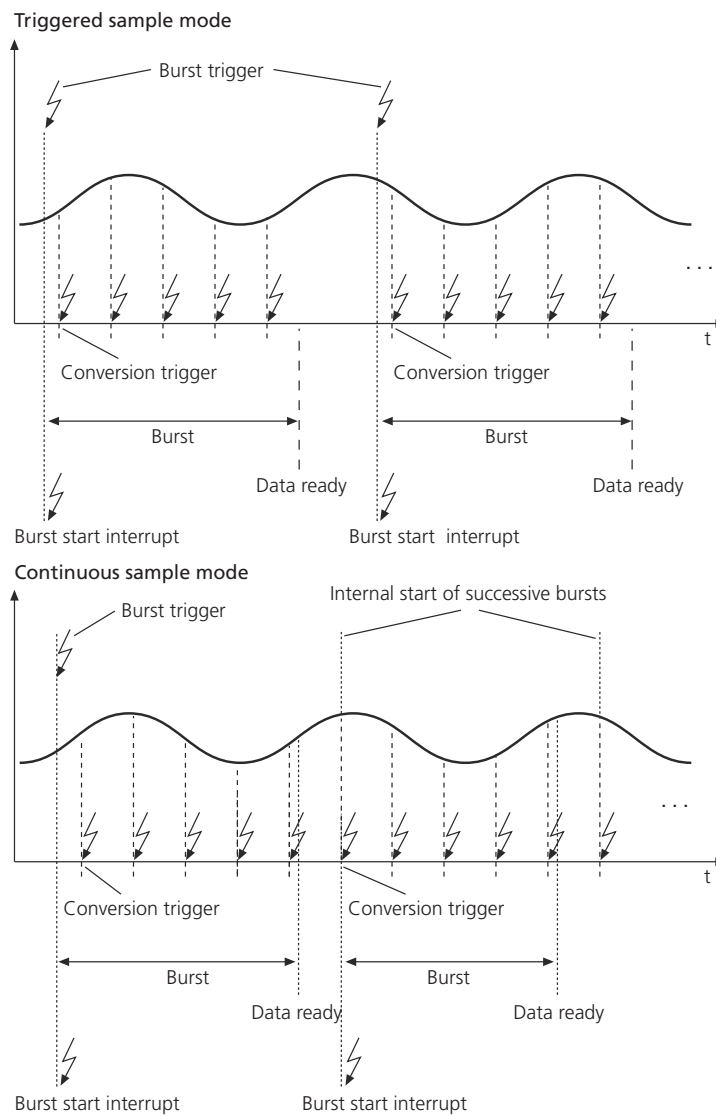 Triggered sample mode
Burst trigger
. . .
t
Conversion trigger
Conversion trigger
Burst
Burst
Data ready
Data ready
Burst start interrupt
Burst start interrupt
Continuous sample mode
Internal start of successive bursts
Burst trigger
. . .
t
Conversion trigger
Conversion trigger
Burst
Burst
Data ready
Data ready
Burst start interrupt
Burst start interrupt